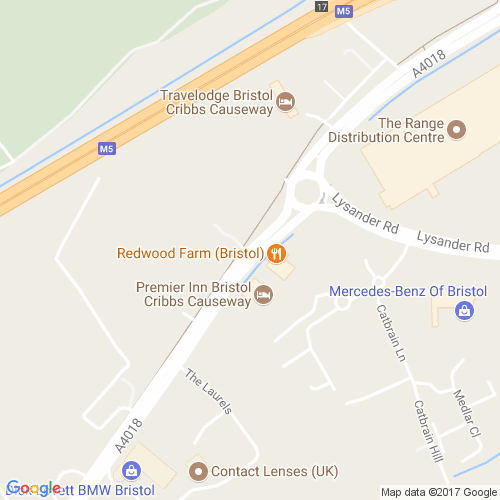 17
M5
A4018
Travelodge Bristol
Cribbs Causeway
The Range
Distribution Centre
M5
Lysander Rd
Lysander Rd
Redwood Farm (Bristol)
Premier Inn Bristol
Cribbs Causeway
Mercedes-Benz Of Bristol
Catbrain Ln
The Laurels
Medlar Cl
Catbrain Hill
A4018
Contact Lenses (UK)
BMW Bristol
Google
Map data ©2017 Google